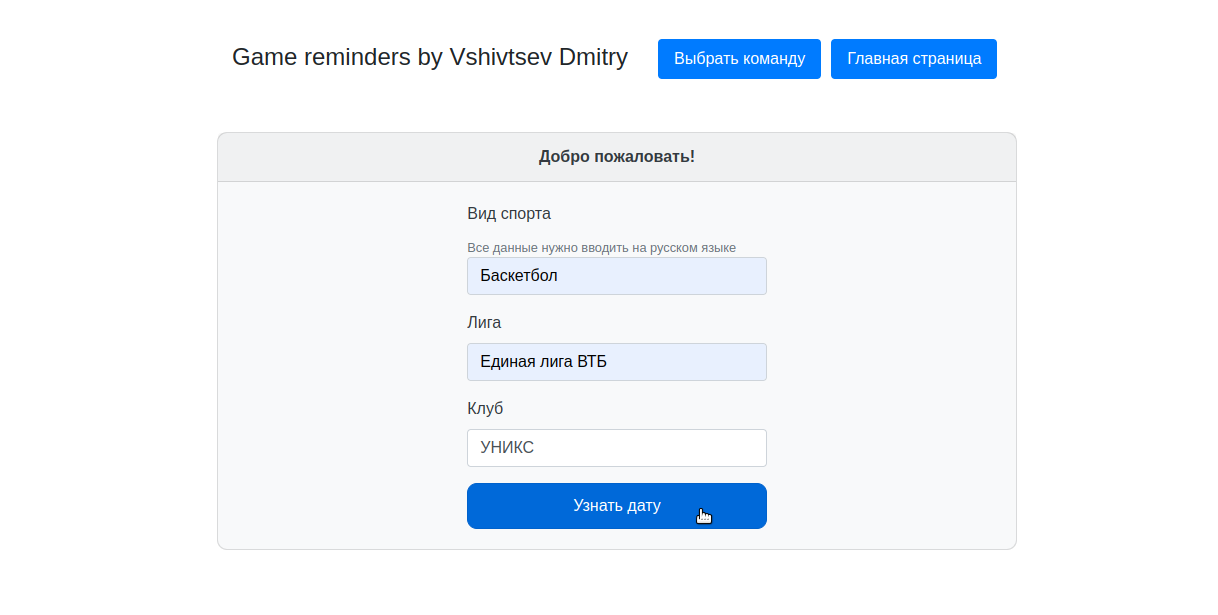 Game reminders by Vshivtsev Dmitry
Выбрать команду
Главная страница
Добро пожаловать!
Вид спорта
Все данные нужно вводить на русском языке
Баскетбол
Лига
Единая лига ВТБ
Клуб
УНИКС
Узнать дату